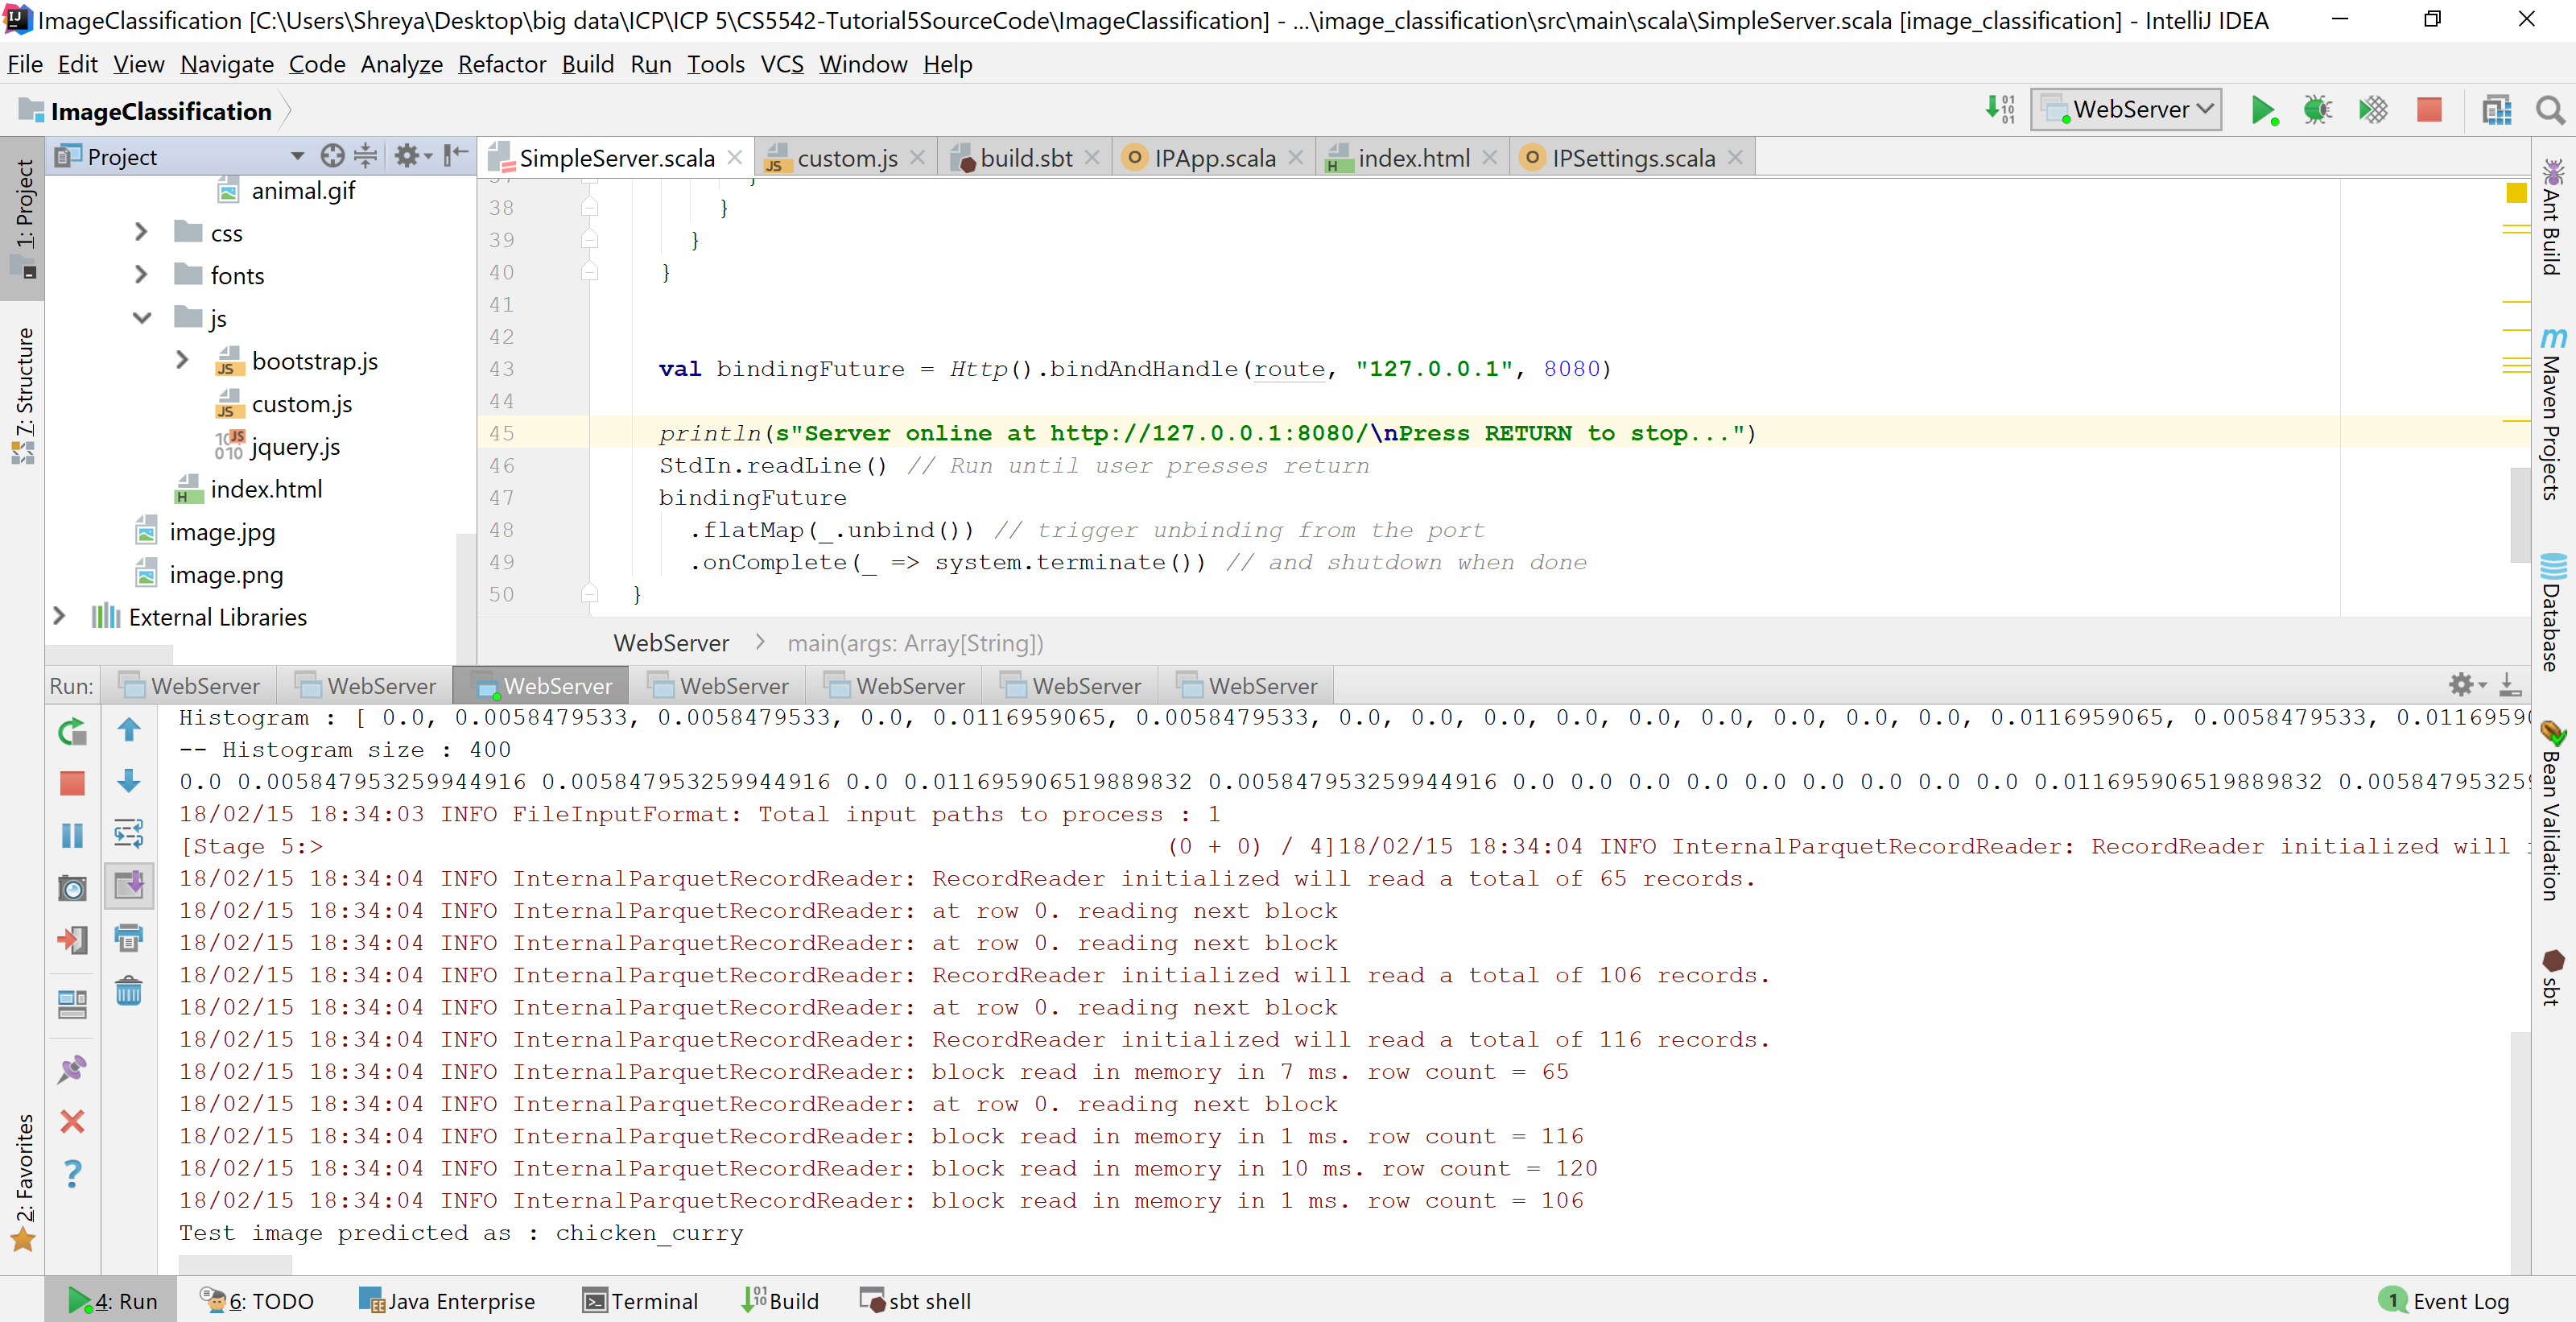 ImageClassification [C:\Users\Shreya\Desktop\big data\ICP\ICP 5\CS5542-Tutorial5SourceCode\ImageClassification] - ...\image_classification\src\main\scala\SimpleServer.scala [image_classification] - IntelliJ IDEA
File Edit View Navigate Code Analyze Refactor Build Run Tools VCS Window Help
ImageClassification
WebServer
Project
SimpleServer.scala
custom.js
build.sbt
IPApp.scala
index.html
IPSettings.scala
1: Project
7: Structure
2: Favorites
animal.gif
css
fonts
js
bootstrap.js
custom.js
jquery.js
index.html
image.jpg
image.png
External Libraries
38 }
39 }
40 }
41
42
43 val bindingFuture = Http().bindAndHandle(route, "127.0.0.1", 8080)
44
45 println(s"Server online at http://127.0.0.1:8080/\nPress RETURN to stop...")
46 StdIn.readLine() // Run until user presses return
47 bindingFuture
48 .flatMap(_.unbind()) // trigger unbinding from the port
49 .onComplete(_ => system.terminate()) // and shutdown when done
50 }
WebServer > main(args: Array[String])
Ant Build
Maven Projects
Database
Bean Validation
sbt
Run: WebServer WebServer WebServer WebServer WebServer WebServer WebServer
Histogram : [ 0.0, 0.0058479533, 0.0058479533, 0.0, 0.0116959065, 0.0058479533, 0.0, 0.0, 0.0, 0.0, 0.0, 0.0, 0.0, 0.0, 0.0, 0.0116959065, 0.0058479533, 0.0116959
-- Histogram size : 400
0.0 0.005847953259944916 0.005847953259944916 0.0 0.011695906519889832 0.005847953259944916 0.0 0.0 0.0 0.0 0.0 0.0 0.0 0.0 0.0 0.011695906519889832 0.00584795325
18/02/15 18:34:03 INFO FileInputFormat: Total input paths to process : 1
[Stage 5:> (0 + 0) / 4]18/02/15 18:34:04 INFO InternalParquetRecordReader: RecordReader initialized will
18/02/15 18:34:04 INFO InternalParquetRecordReader: RecordReader initialized will read a total of 65 records.
18/02/15 18:34:04 INFO InternalParquetRecordReader: at row 0. reading next block
18/02/15 18:34:04 INFO InternalParquetRecordReader: at row 0. reading next block
18/02/15 18:34:04 INFO InternalParquetRecordReader: RecordReader initialized will read a total of 106 records.
18/02/15 18:34:04 INFO InternalParquetRecordReader: at row 0. reading next block
18/02/15 18:34:04 INFO InternalParquetRecordReader: RecordReader initialized will read a total of 116 records.
18/02/15 18:34:04 INFO InternalParquetRecordReader: block read in memory in 7 ms. row count = 65
18/02/15 18:34:04 INFO InternalParquetRecordReader: at row 0. reading next block
18/02/15 18:34:04 INFO InternalParquetRecordReader: block read in memory in 1 ms. row count = 116
18/02/15 18:34:04 INFO InternalParquetRecordReader: block read in memory in 10 ms. row count = 120
18/02/15 18:34:04 INFO InternalParquetRecordReader: block read in memory in 1 ms. row count = 106
Test image predicted as : chicken_curry
4: Run 6: TODO Java Enterprise Terminal Build sbt shell 1 Event Log